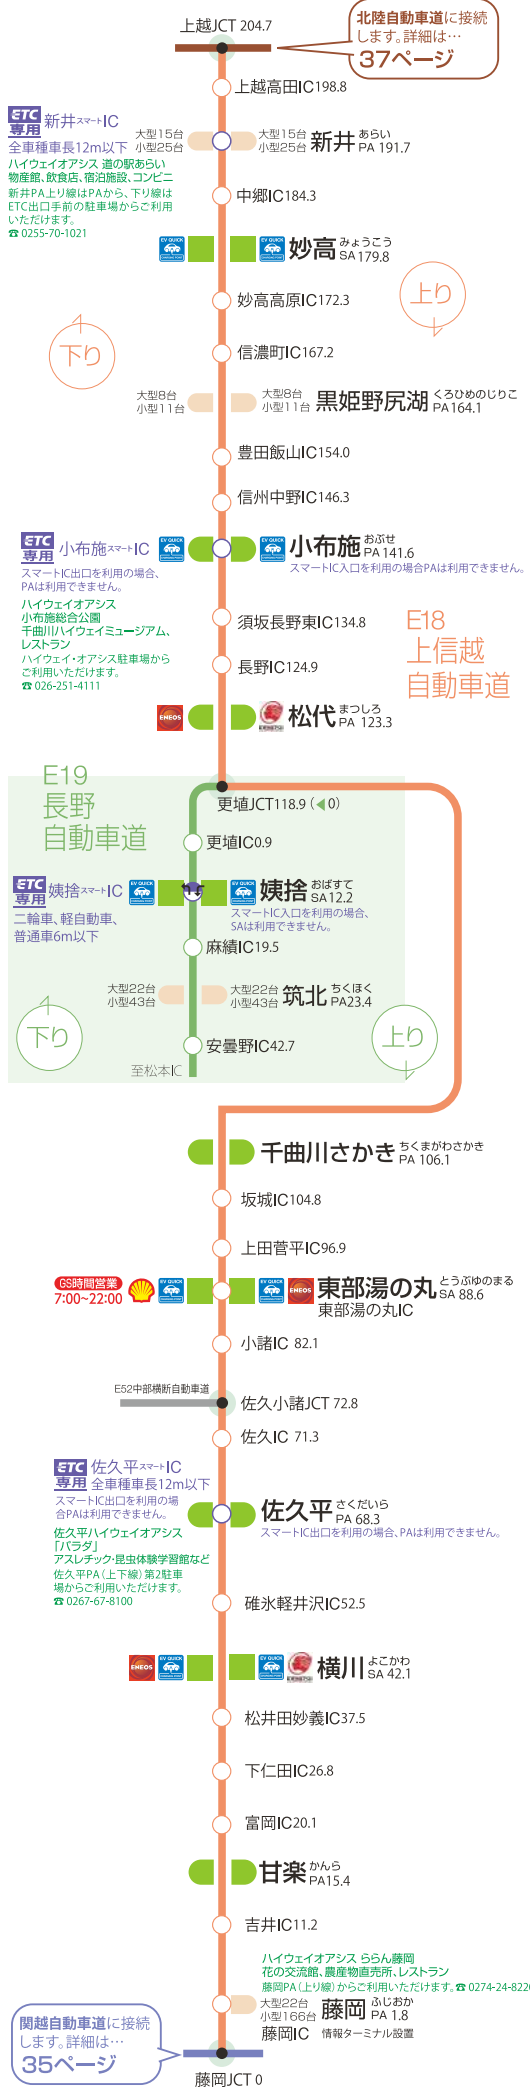 上越JCT 204.7
北陸自動車道に接続
します。詳細は…
37ページ
上越高田IC198.8
ETC
専用
新井スマートIC
全車種車長12m以下
ハイウェイオアシス 道の駅あらい
物産館、飲食店、宿泊施設、コンビニ
新井PA上り線はPAから、下り線は
ETC出口手前の駐車場からご利用
いただけます。
☎ 0255-70-1021
大型15台
小型25台
大型15台
小型25台
新井 あらい
PA 191.7
中郷IC184.3
EV QUICK
EV QUICK
妙高 みょうこう
SA 179.8
妙高高原IC172.3
上り
下り
信濃町IC167.2
大型8台
小型11台
大型8台
小型11台
黒姫野尻湖 くろひめのじりこ
PA164.1
豊田飯山IC154.0
信州中野IC146.3
ETC
専用
小布施スマートIC
スマートIC出口を利用の場合、
PAは利用できません。
ハイウェイオアシス
小布施総合公園
千曲川ハイウェイミュージアム、
レストラン
ハイウェイ・オアシス駐車場から
ご利用いただけます。
☎ 026-251-4111
EV QUICK
EV QUICK
小布施 おぶせ
PA 141.6
スマートIC入口を利用の場合PAは利用できません。
須坂長野東IC134.8
E18
上信越
自動車道
長野IC124.9
ENEOS
松代 まつしろ
PA 123.3
E19
長野
自動車道
更埴JCT118.9 (◀0)
更埴IC0.9
ETC
専用
姨捨スマートIC
二輪車、軽自動車、
普通車6m以下
EV QUICK
EV QUICK
姨捨 おばすて
SA12.2
スマートIC入口を利用の場合、
SAは利用できません。
麻績IC19.5
大型22台
小型43台
大型22台
小型43台
筑北 ちくほく
PA23.4
下り
上り
安曇野IC42.7
至松本IC
千曲川さかき ちくまがわさかき
PA 106.1
坂城IC104.8
上田菅平IC96.9
GS時間営業
7:00~22:00
EV QUICK
EV QUICK
ENEOS
東部湯の丸 とうぶゆのまる
SA 88.6
東部湯の丸IC
小諸IC 82.1
E52中部横断自動車道
佐久小諸JCT 72.8
佐久IC 71.3
ETC
専用
佐久平スマートIC
全車種車長12m以下
スマートIC出口を利用の場
合PAは利用できません。
佐久平ハイウェイオアシス
「パラダ」
アスレチック・昆虫体験学習館など
佐久平PA（上下線）第2駐車
場からご利用いただけます。
☎ 0267-67-8100
佐久平 さくだいら
PA 68.3
スマートIC出口を利用の場合、PAは利用できません。
碓氷軽井沢IC52.5
ENEOS
EV QUICK
EV QUICK
横川 よこかわ
SA 42.1
松井田妙義IC37.5
下仁田IC26.8
富岡IC20.1
甘楽 かんら
PA15.4
吉井IC11.2
ハイウェイオアシス ららん藤岡
花の交流館、農産物直売所、レストラン
藤岡PA（上り線）からご利用いただけます。☎ 0274-24-8220
大型22台
小型166台
藤岡 ふじおか
PA 1.8
藤岡IC 情報ターミナル設置
関越自動車道に接続
します。詳細は…
35ページ
藤岡JCT 0